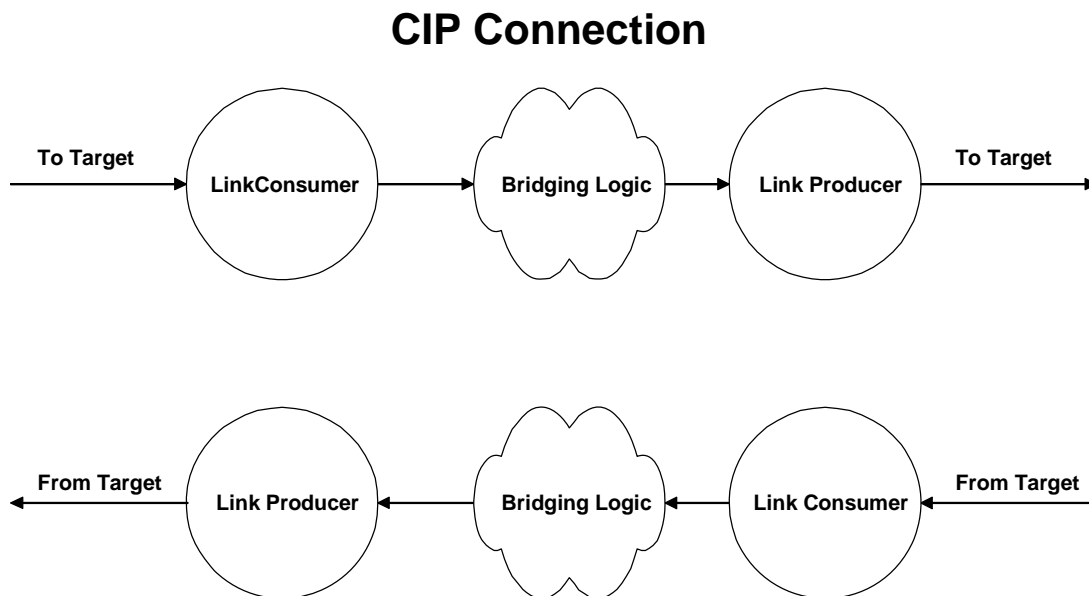 CIP Connection
To Target
To Target
LinkConsumer
Bridging Logic
Link Producer
From Target
From Target
Link Producer
Bridging Logic
Link Consumer